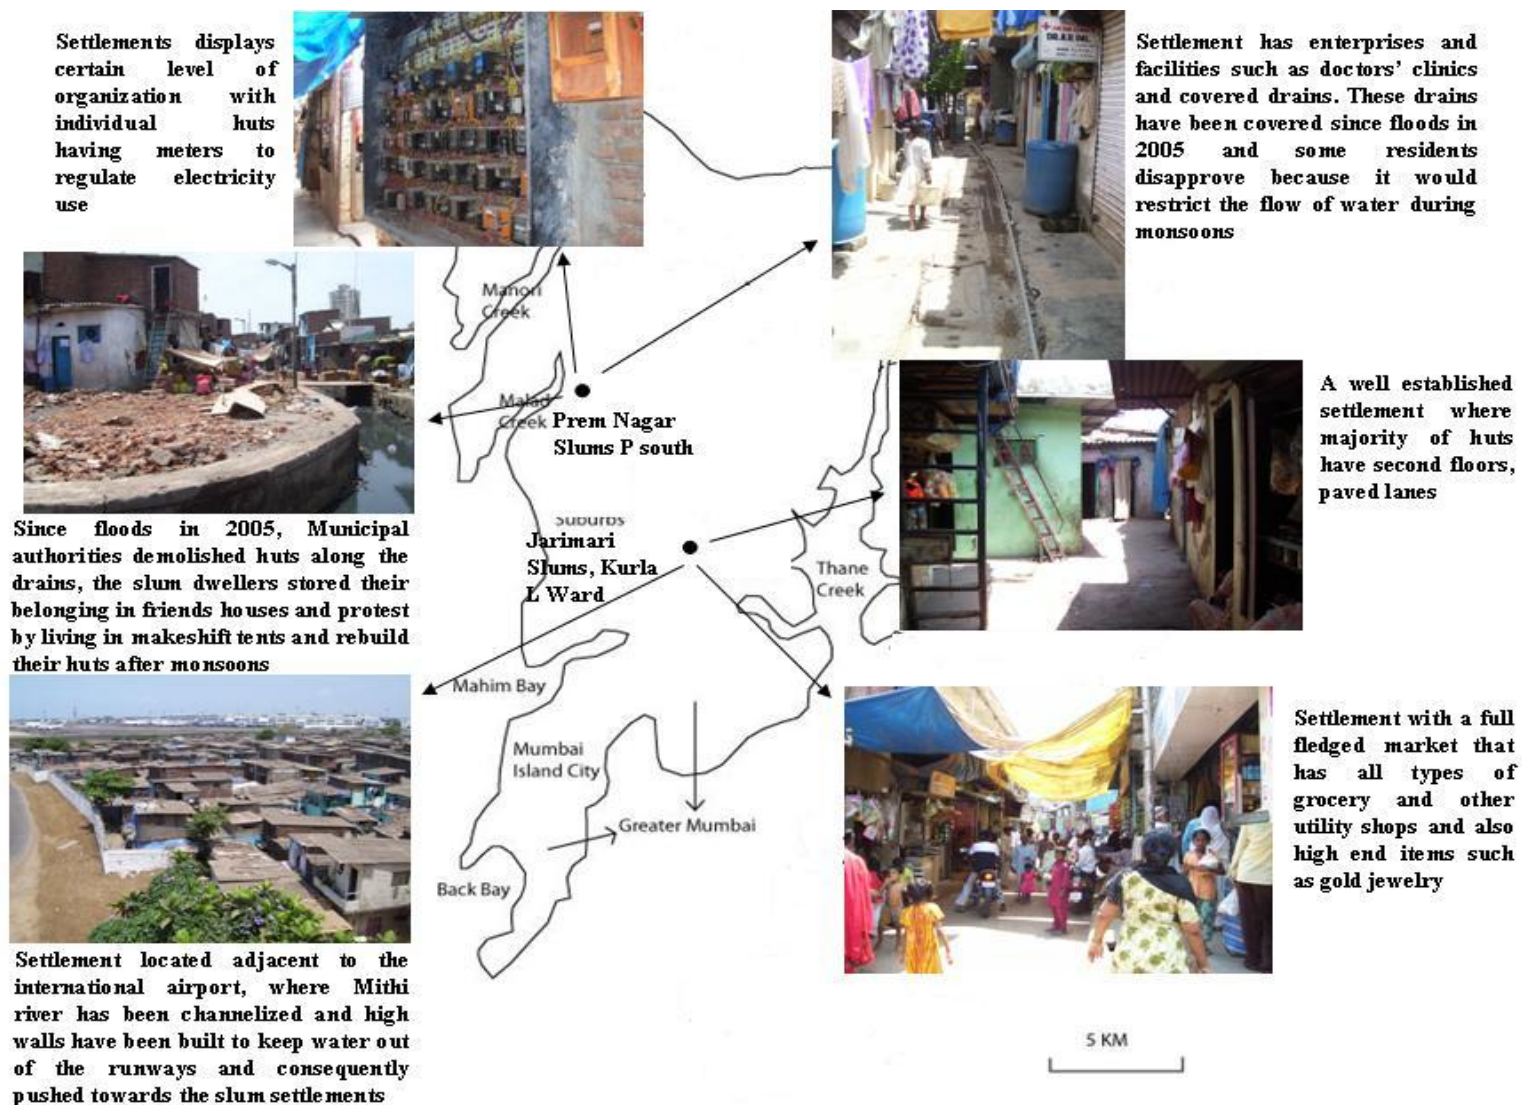 Settlements displays
certain level of
organization with
individual huts
having meters to
regulate electricity
use
Settlement has enterprises and
facilities such as doctors’ clinics
and covered drains. These drains
have been covered since floods in
2005 and some residents
disapprove because it would
restrict the flow of water during
monsoons
Manori
Creek
Malad
Creek
Prem Nagar
Slums P south
A well established
settlement where
majority of huts
have second floors,
paved lanes
Since floods in 2005, Municipal
authorities demolished huts along the
drains, the slum dwellers stored their
belonging in friends houses and protest
by living in makeshift tents and rebuild
their huts after monsoons
Suburbs
Jarimari
Slums, Kurla
L Ward
Thane
Creek
Mahim Bay
Mumbai
Island City
Greater Mumbai
Back Bay
Settlement with a full
fledged market that
has all types of
grocery and other
utility shops and also
high end items such
as gold jewelry
Settlement located adjacent to the
international airport, where Mithi
river has been channelized and high
walls have been built to keep water out
of the runways and consequently
pushed towards the slum settlements
5 KM